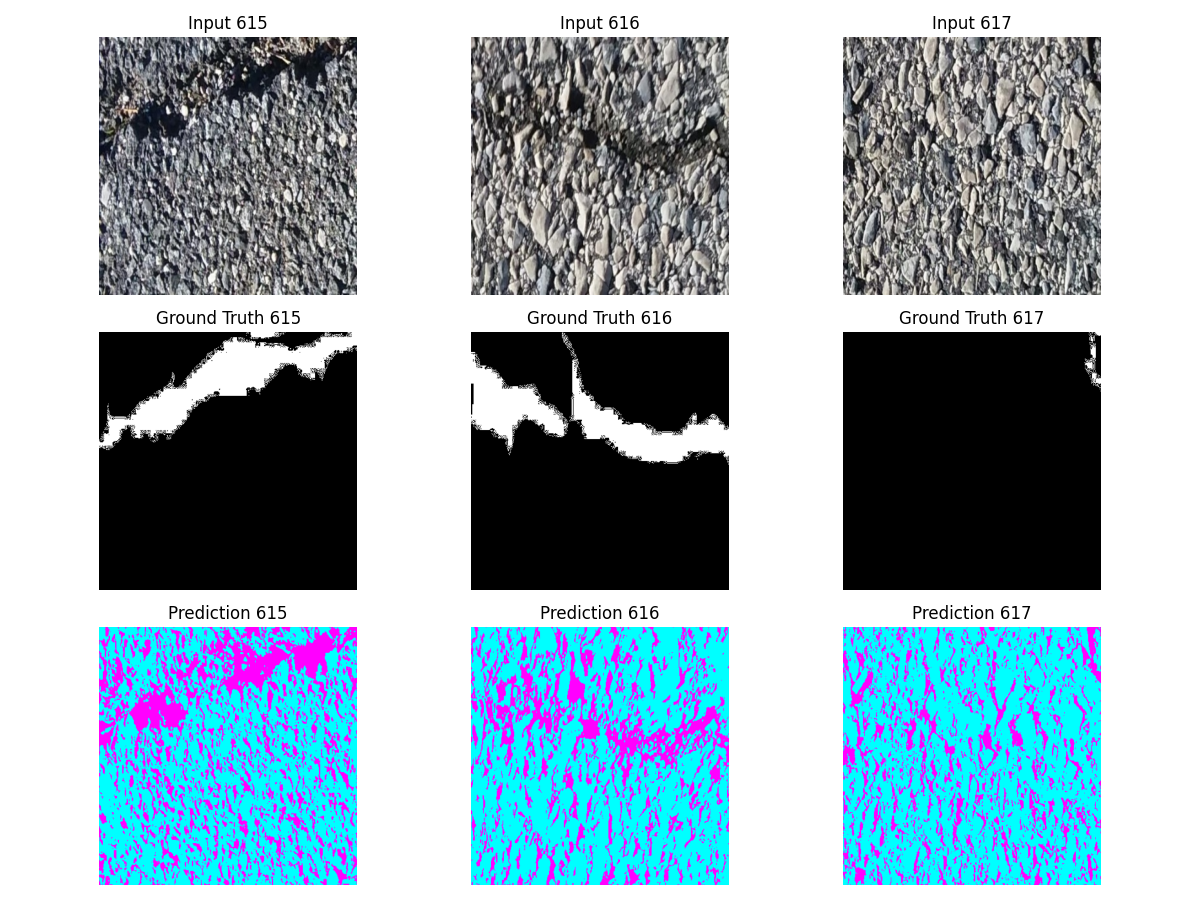 Input 615
Input 616
Input 617
Ground Truth 615
Ground Truth 616
Ground Truth 617
Prediction 615
Prediction 616
Prediction 617